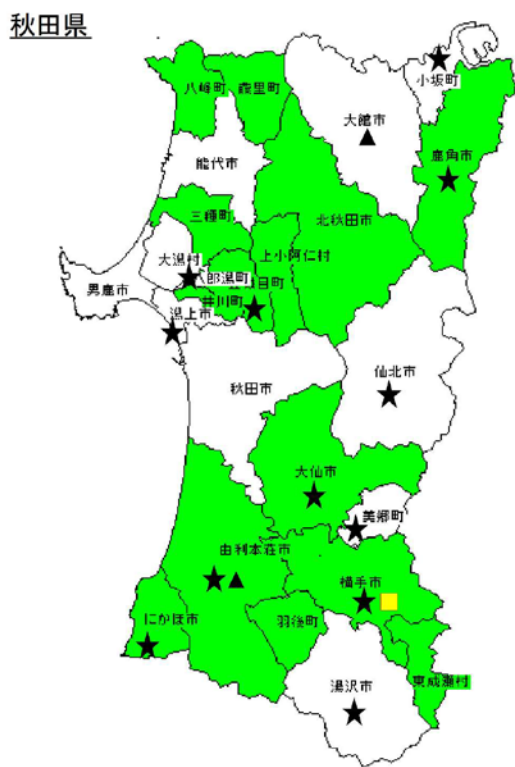 秋田県
小坂町
八峰町
藤里町
大館市
鹿角市
能代市
三種町
北秋田市
大潟村
上小阿仁村
八郎潟町
五城目町
男鹿市
井川町
潟上市
仙北市
秋田市
大仙市
美郷町
由利本荘市
横手市
にかほ市
羽後町
東成瀬村
湯沢市